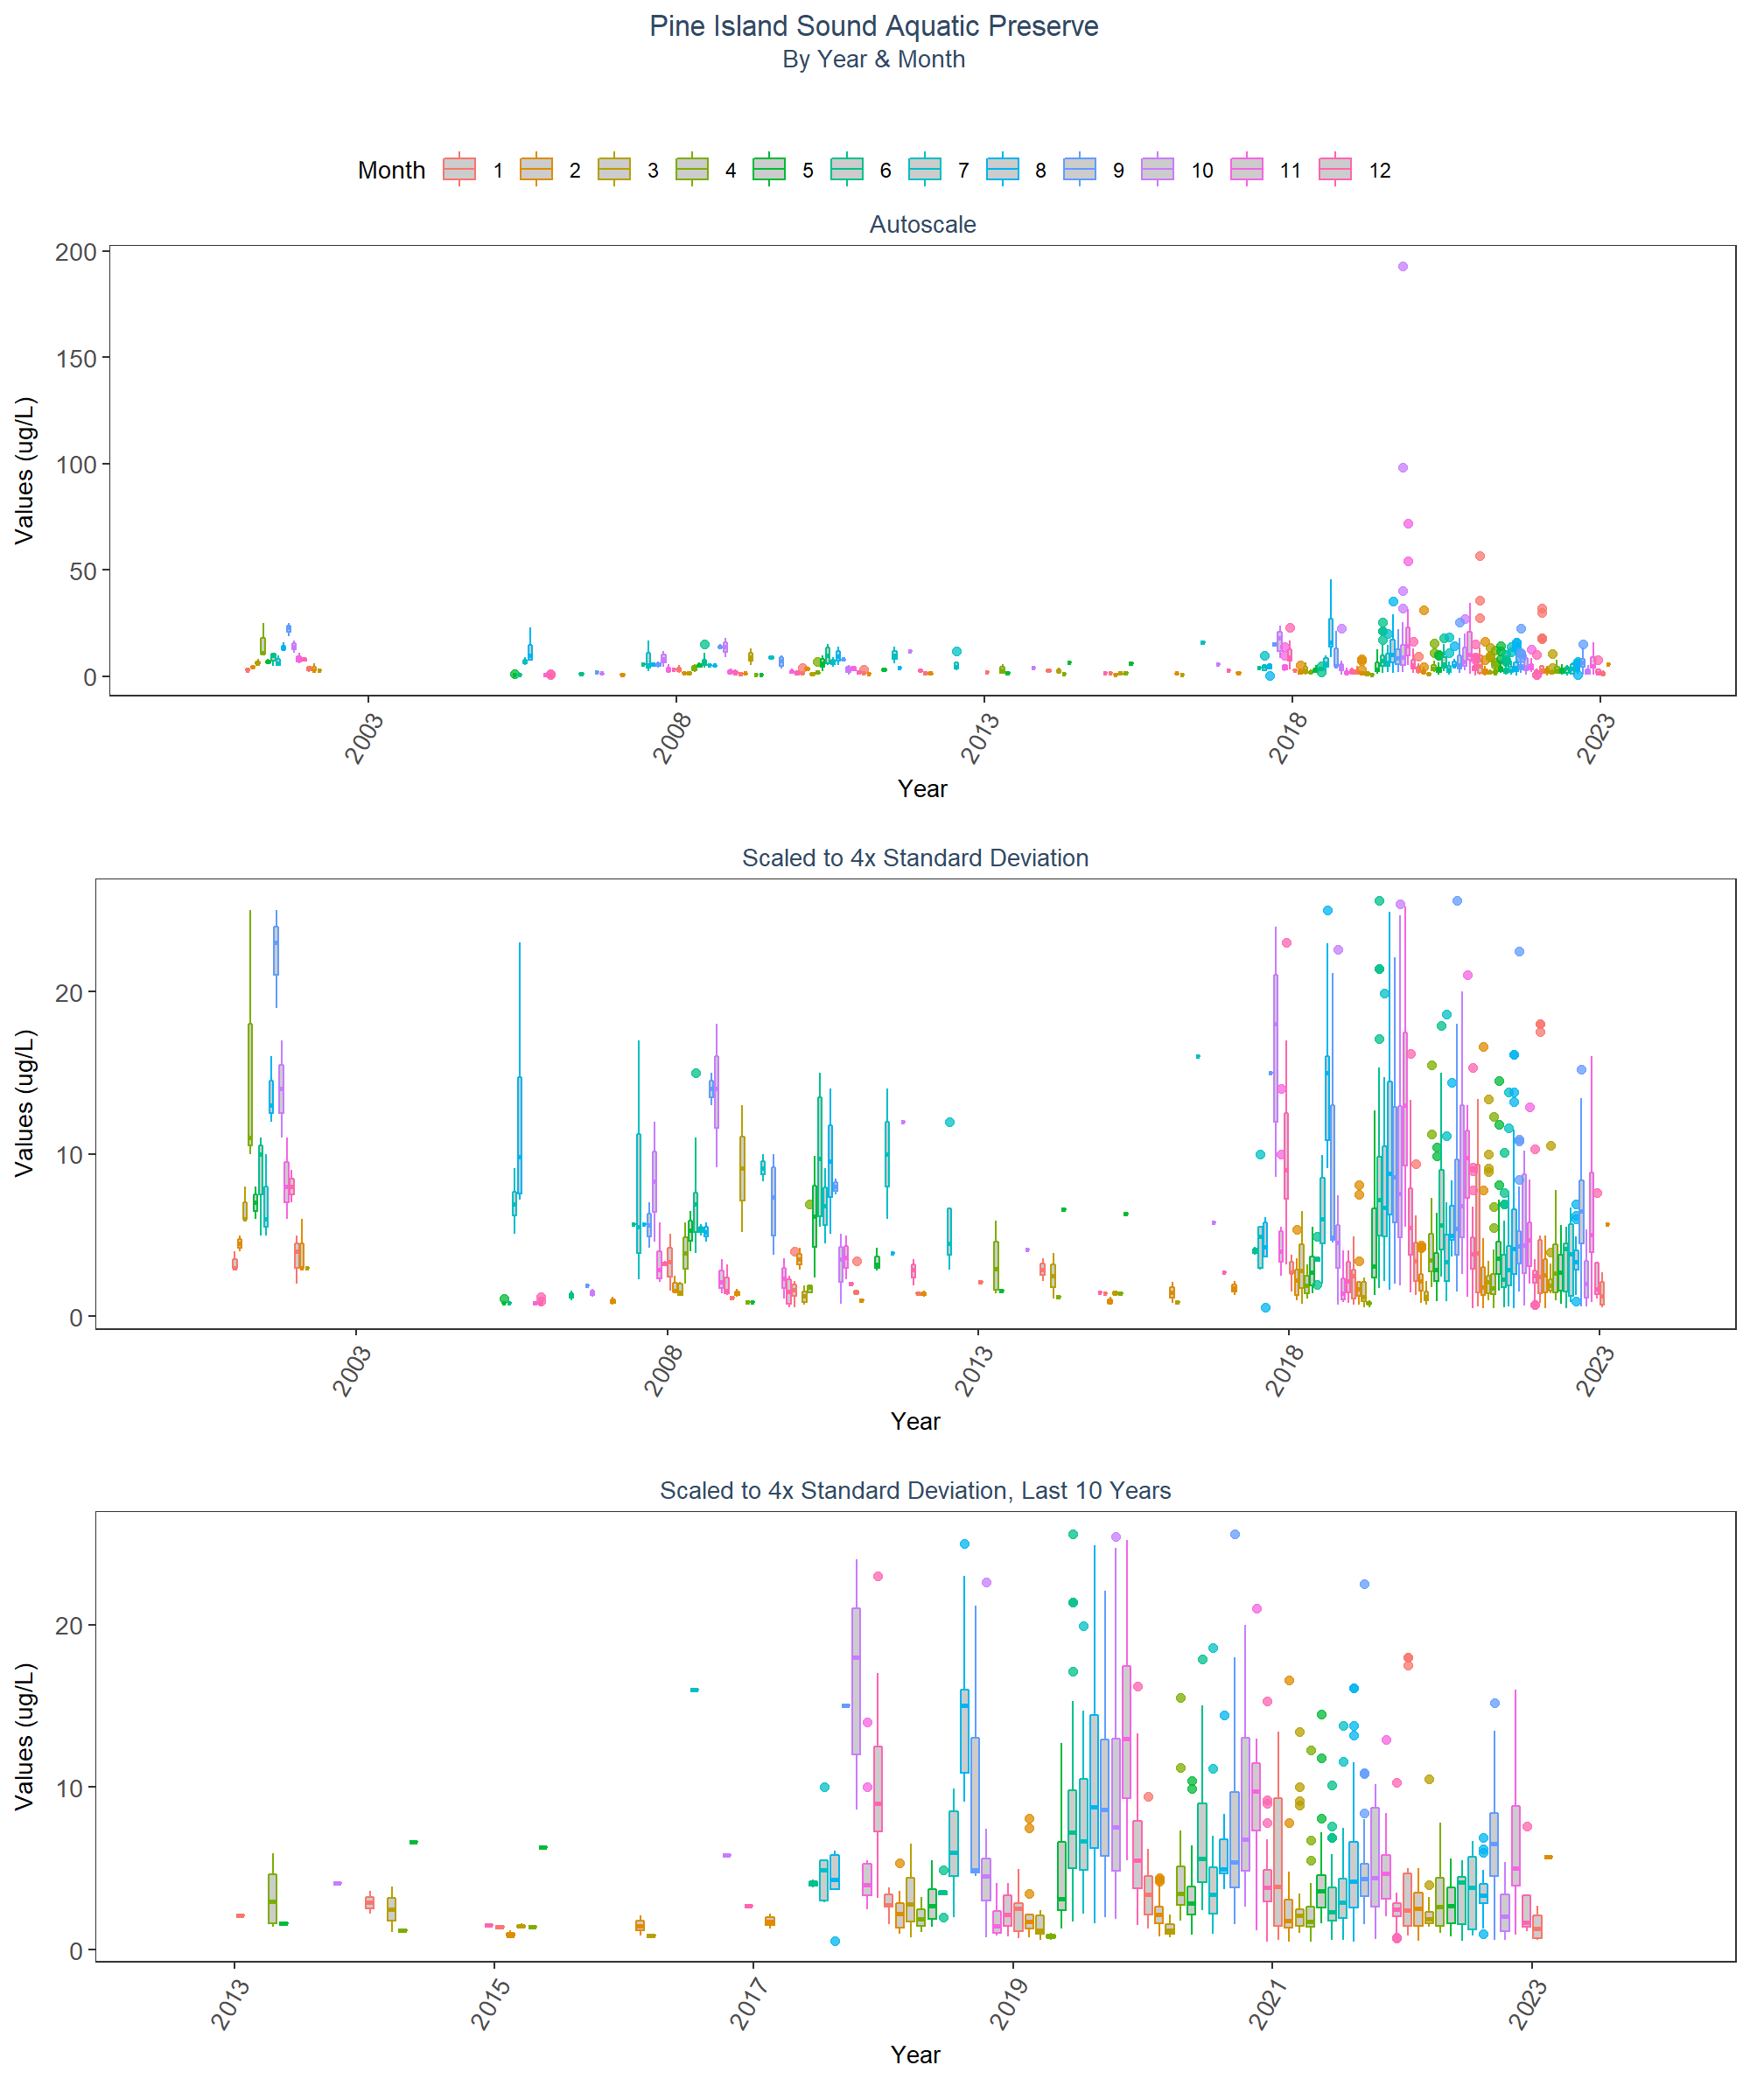 Pine Island Sound Aquatic Preserve
By Year & Month
Month 1 2 3 4 5 6 7 8 9 10 11 12
Autoscale
Values (ug/L)
200
150
100
50
0
2003 2008 2013 2018 2023
Year
Scaled to 4x Standard Deviation
Values (ug/L)
20
10
0
2003 2008 2013 2018 2023
Year
Scaled to 4x Standard Deviation, Last 10 Years
Values (ug/L)
20
10
0
2013 2015 2017 2019 2021 2023
Year